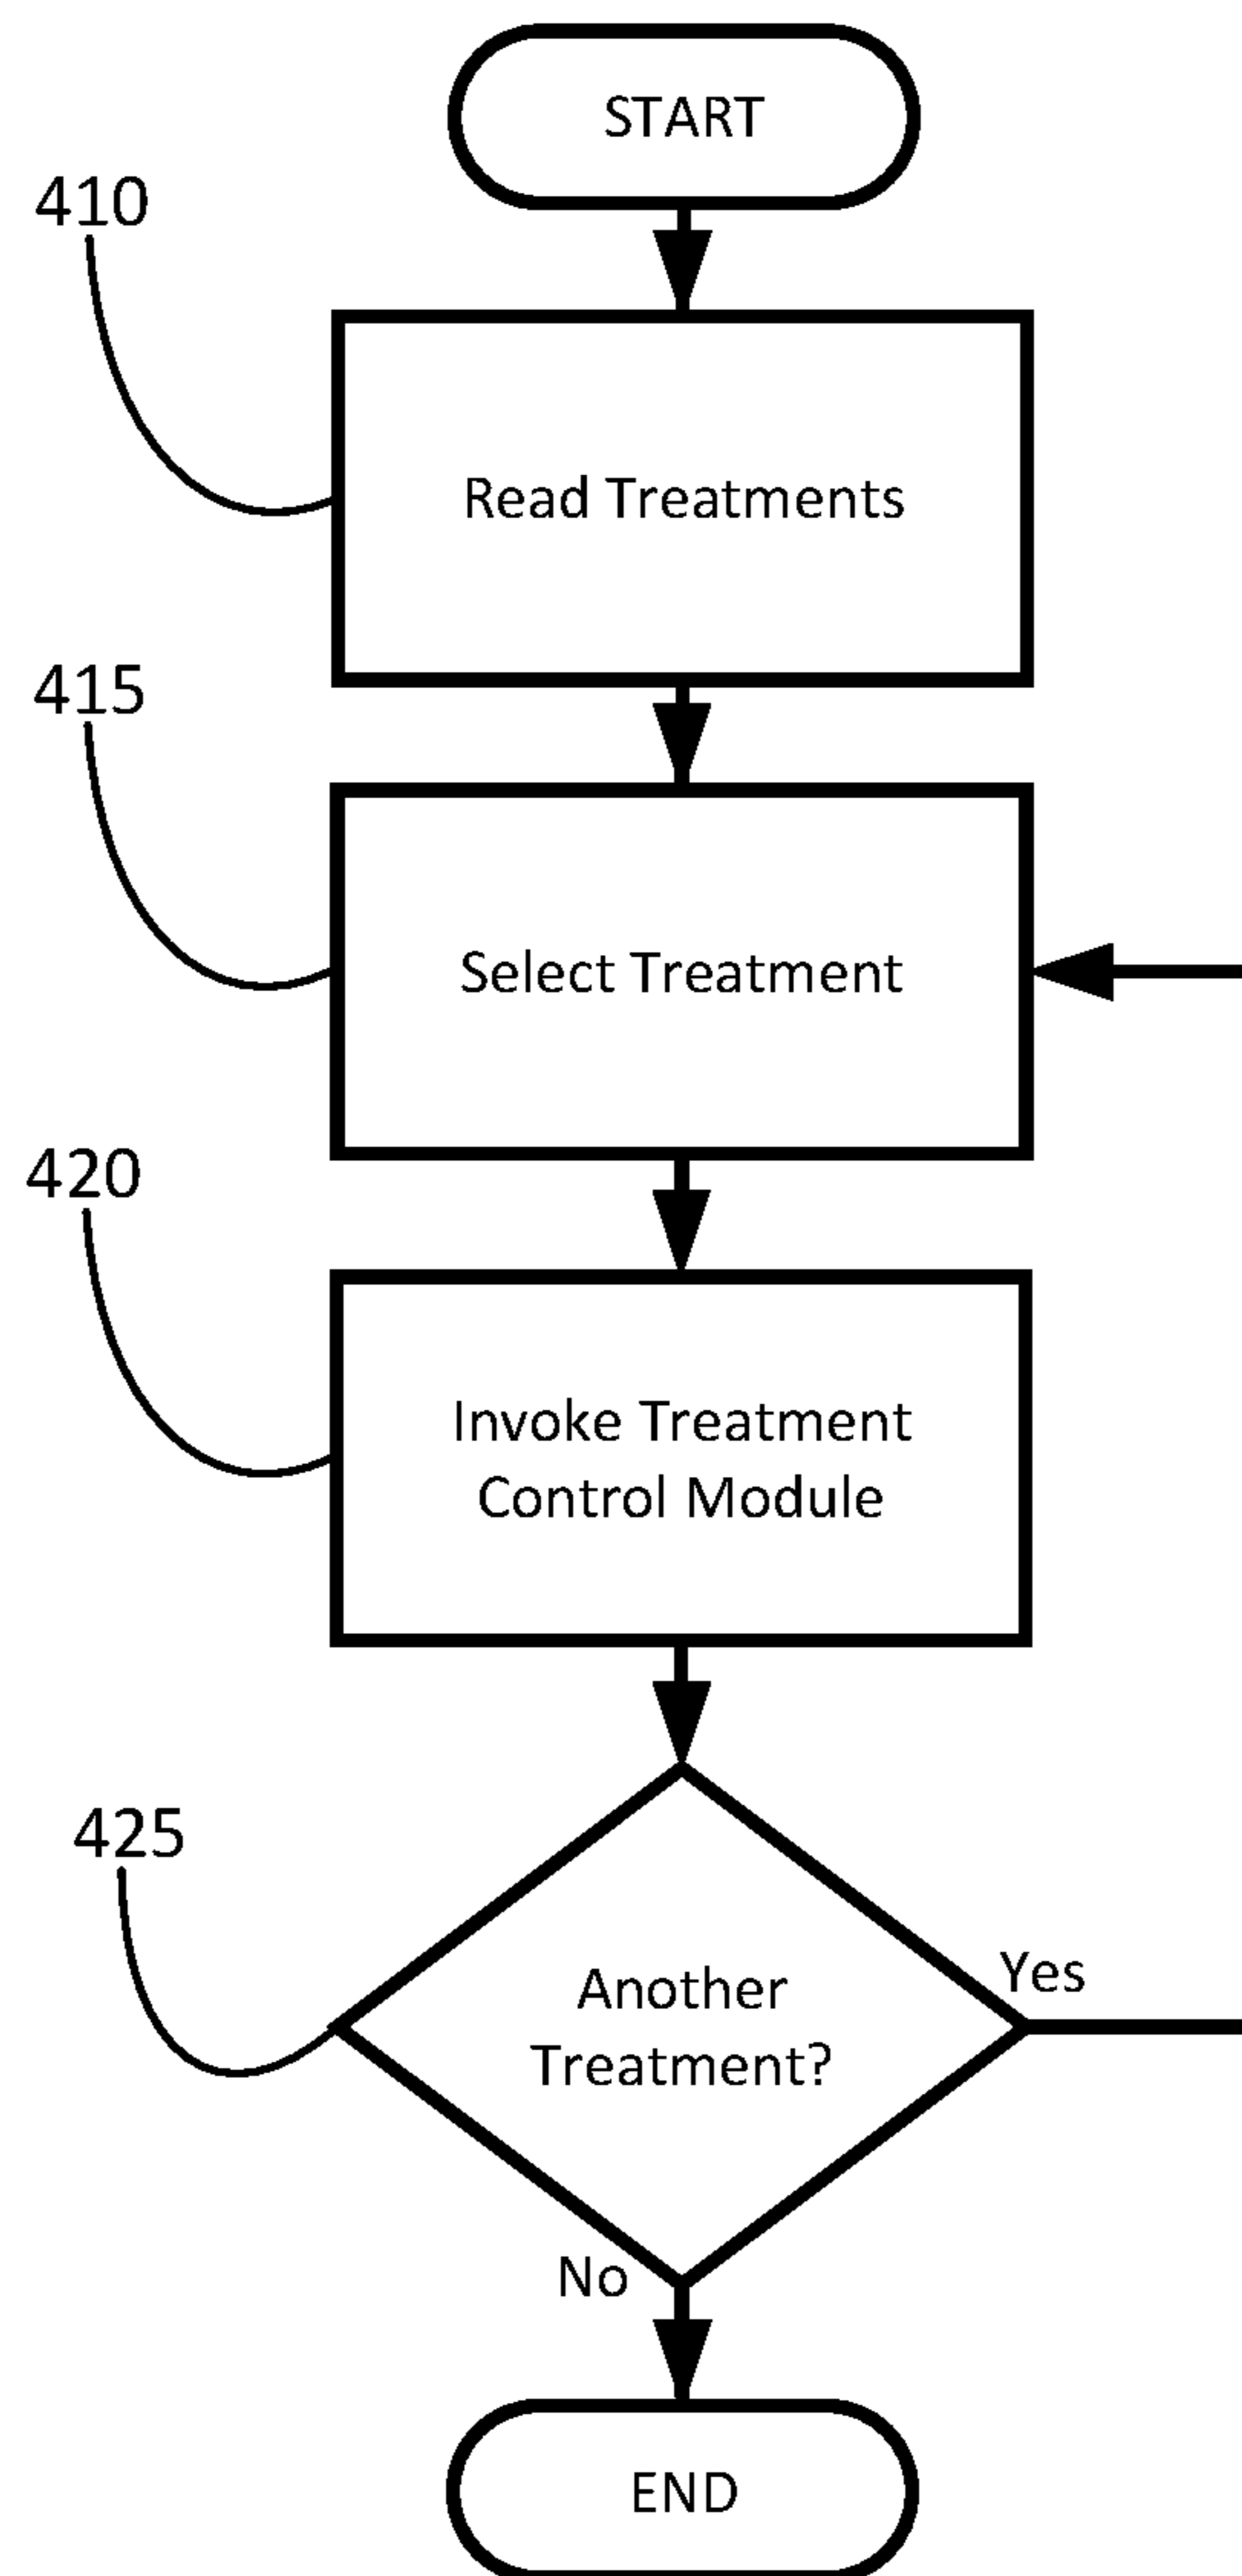 START
410
Read Treatments
415
Select Treatment
420
Invoke Treatment
Control Module
425
Another
Treatment?
Yes
No
END